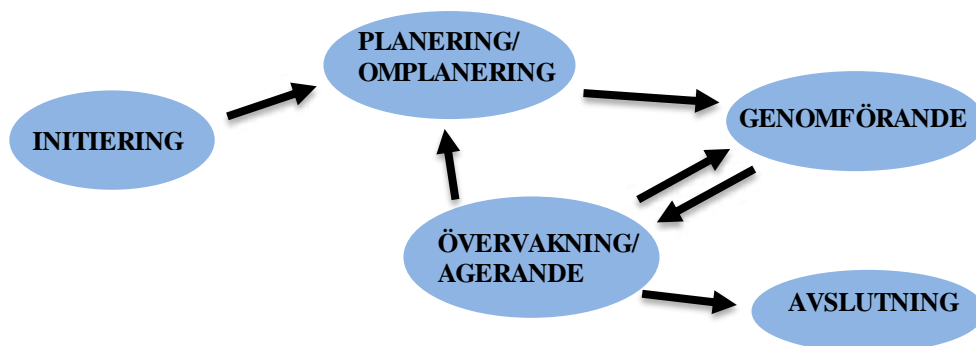 PLANERING/
OMPLANERING
INITIERING
GENOMFÖRANDE
ÖVERVAKNING/
AGERANDE
AVSLUTNING